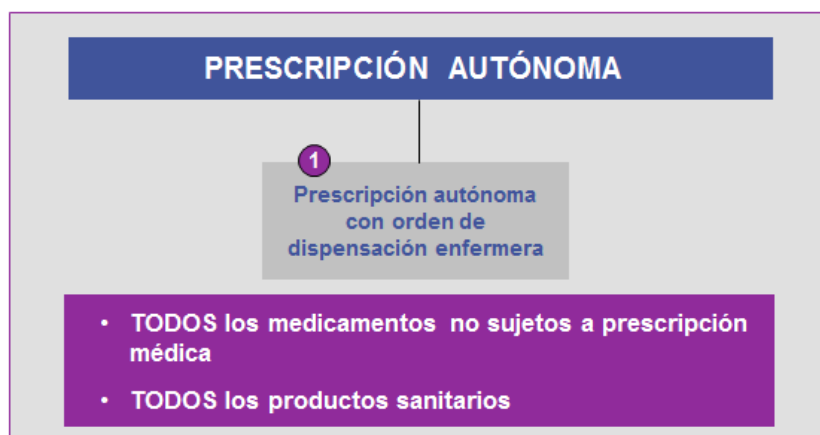 PRESCRIPCIÓN AUTÓNOMA
1
Prescripción autónoma
con orden de
dispensación enfermera
• TODOS los medicamentos no sujetos a prescripción
médica
• TODOS los productos sanitarios